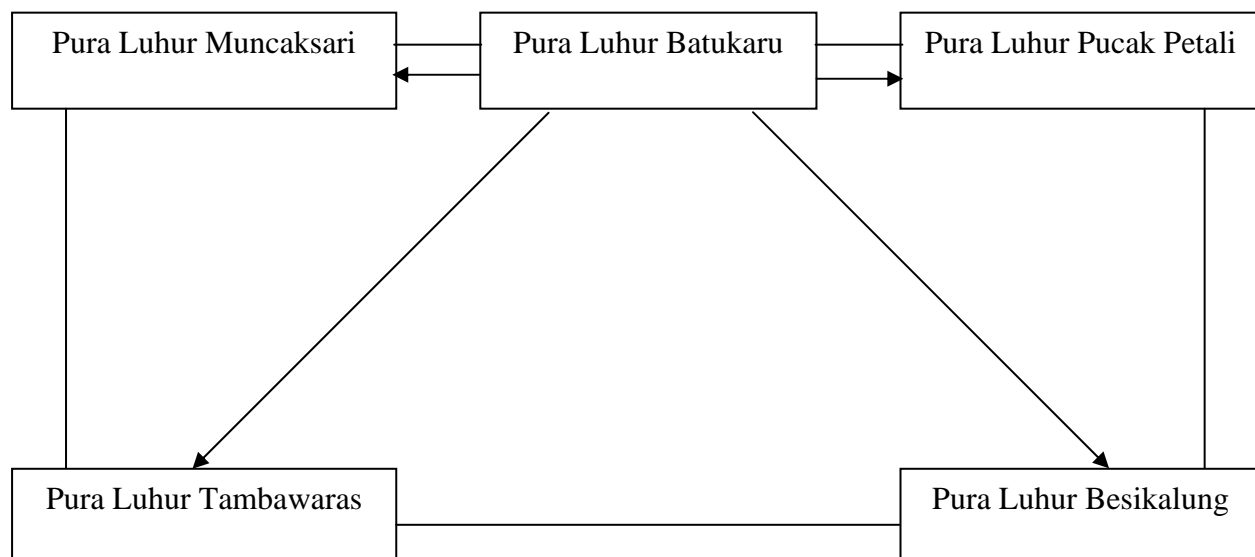 Pura Luhur Muncaksari
Pura Luhur Batukaru
Pura Luhur Pucak Petali
Pura Luhur Tambawaras
Pura Luhur Besikalung